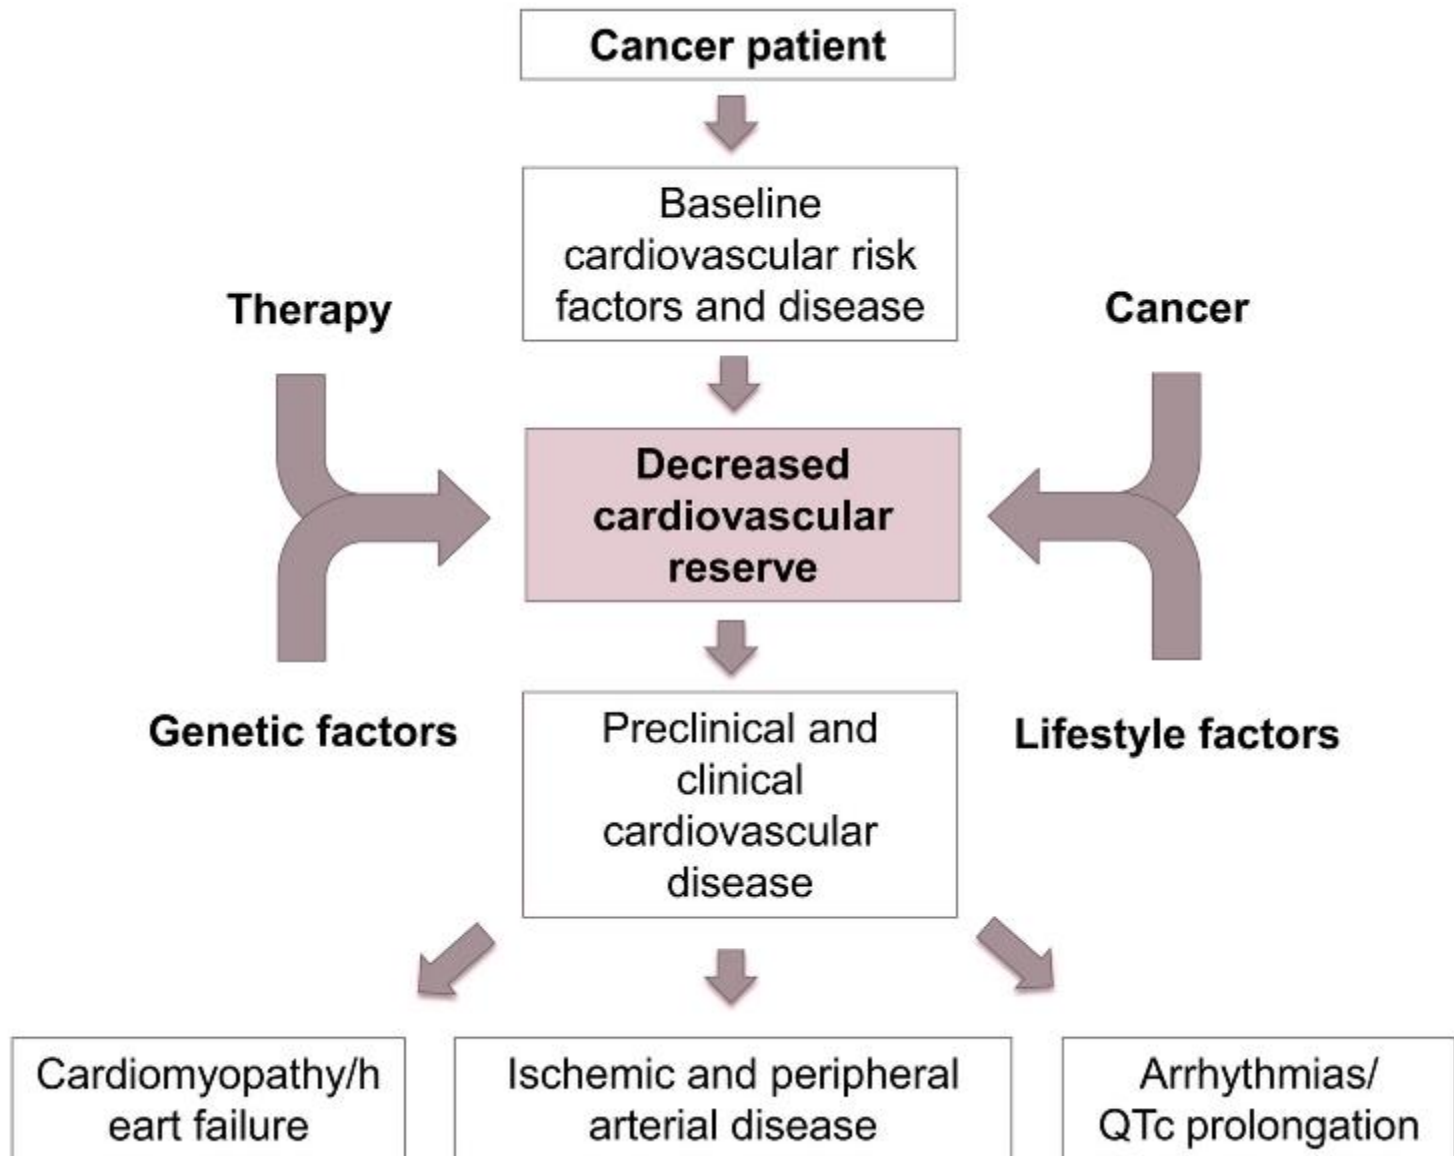 Cancer patient
Baseline
cardiovascular risk
factors and disease
Therapy
Cancer
Decreased
cardiovascular
reserve
Genetic factors
Lifestyle factors
Preclinical and
clinical
cardiovascular
disease
Cardiomyopathy/h
eart failure
Ischemic and peripheral
arterial disease
Arrhythmias/
QTc prolongation